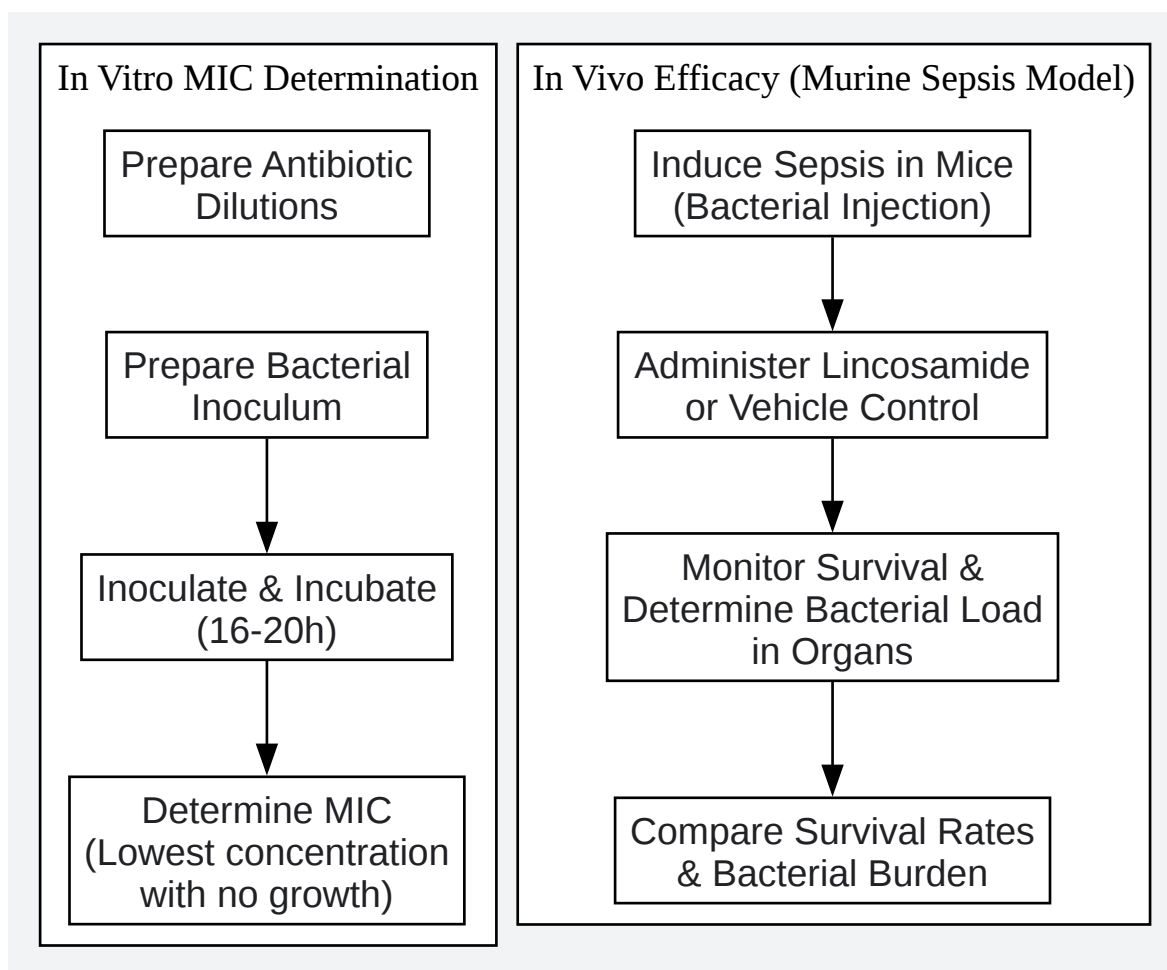 In Vitro MIC Determination
Prepare Antibiotic
Dilutions
Prepare Bacterial
Inoculum
Inoculate & Incubate
(16-20h)
Determine MIC
(Lowest concentration
with no growth)
In Vivo Efficacy (Murine Sepsis Model)
Induce Sepsis in Mice
(Bacterial Injection)
Administer Lincosamide
or Vehicle Control
Monitor Survival &
Determine Bacterial Load
in Organs
Compare Survival Rates
& Bacterial Burden